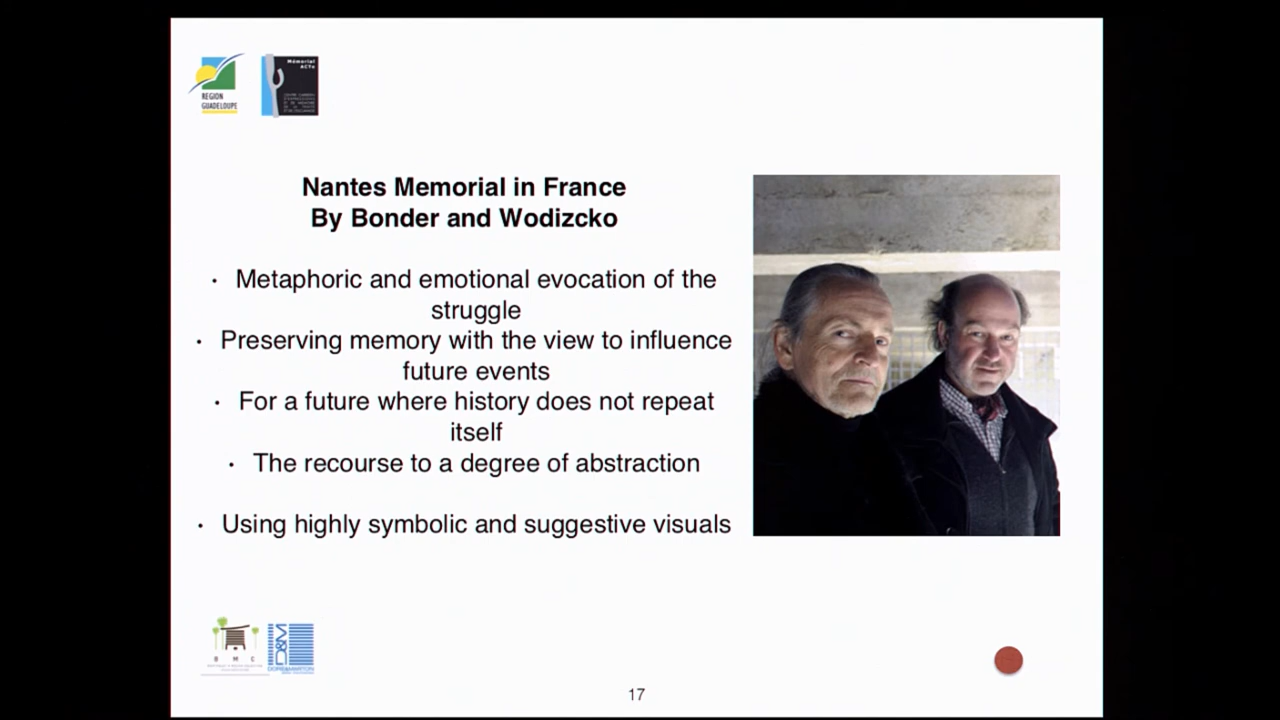 REGION
GUADELOUPE
Mémorial
ACTe
Nantes Memorial in France
By Bonder and Wodizcko
• Metaphoric and emotional evocation of the
struggle
• Preserving memory with the view to influence
future events
• For a future where history does not repeat
itself
• The recourse to a degree of abstraction
• Using highly symbolic and suggestive visuals
B M C
D&M
17